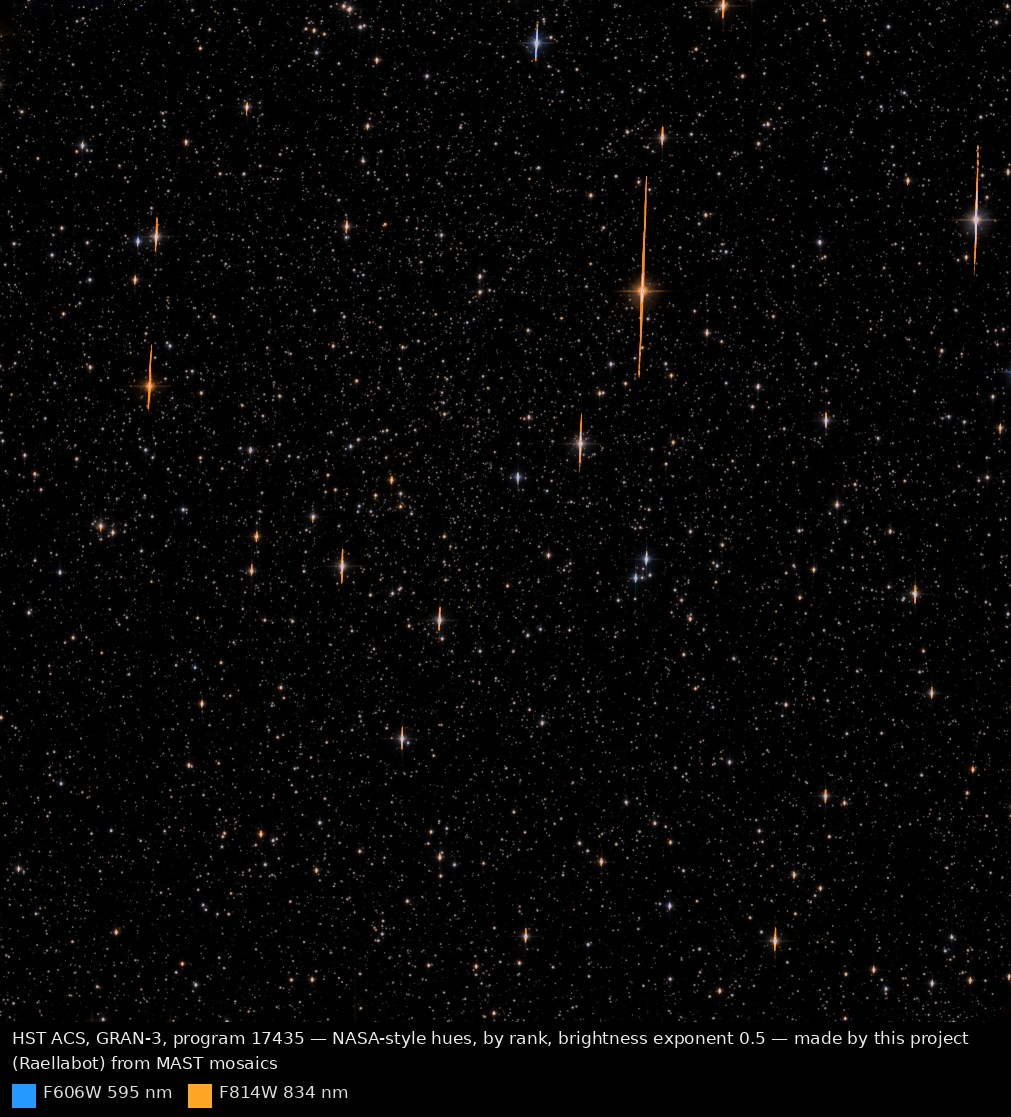 HST ACS, GRAN-3, program 17435 — NASA-style hues, by rank, brightness exponent 0.5 — made by this project
(Raellabot) from MAST mosaics
F606W 595 nm F814W 834 nm